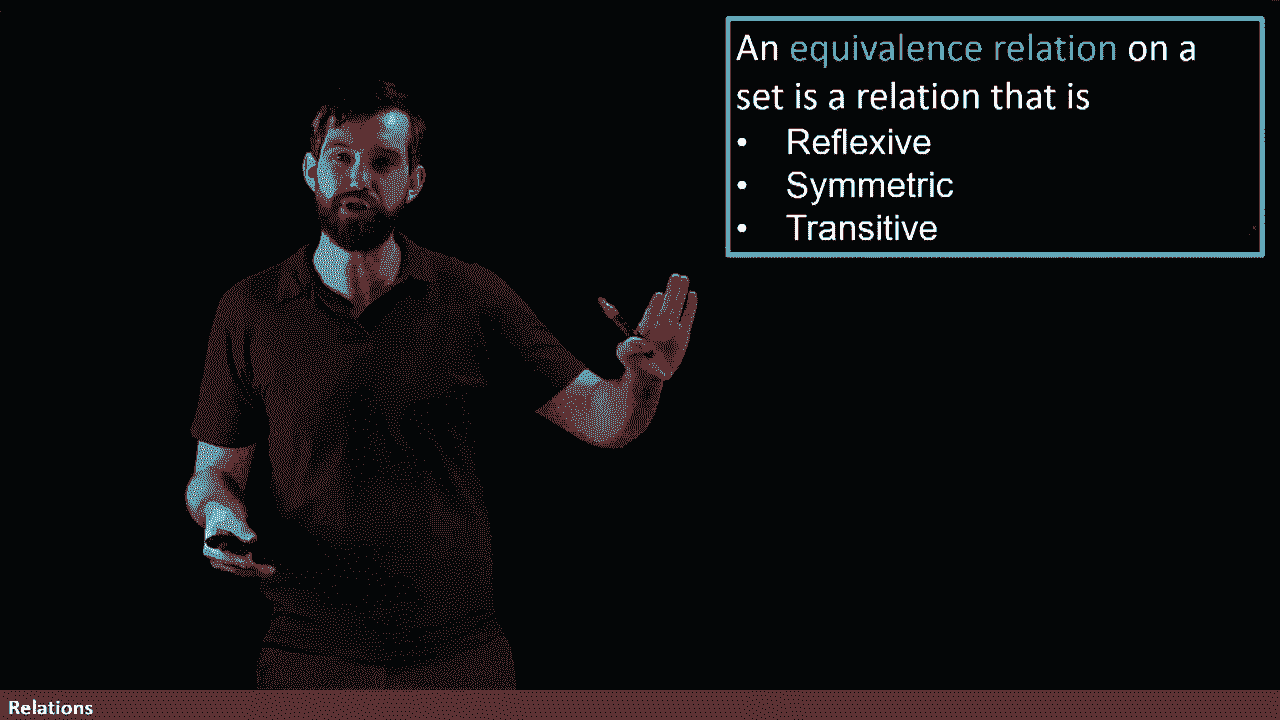 An equivalence relation on a
set is a relation that is
• Reflexive
• Symmetric
• Transitive
Relations